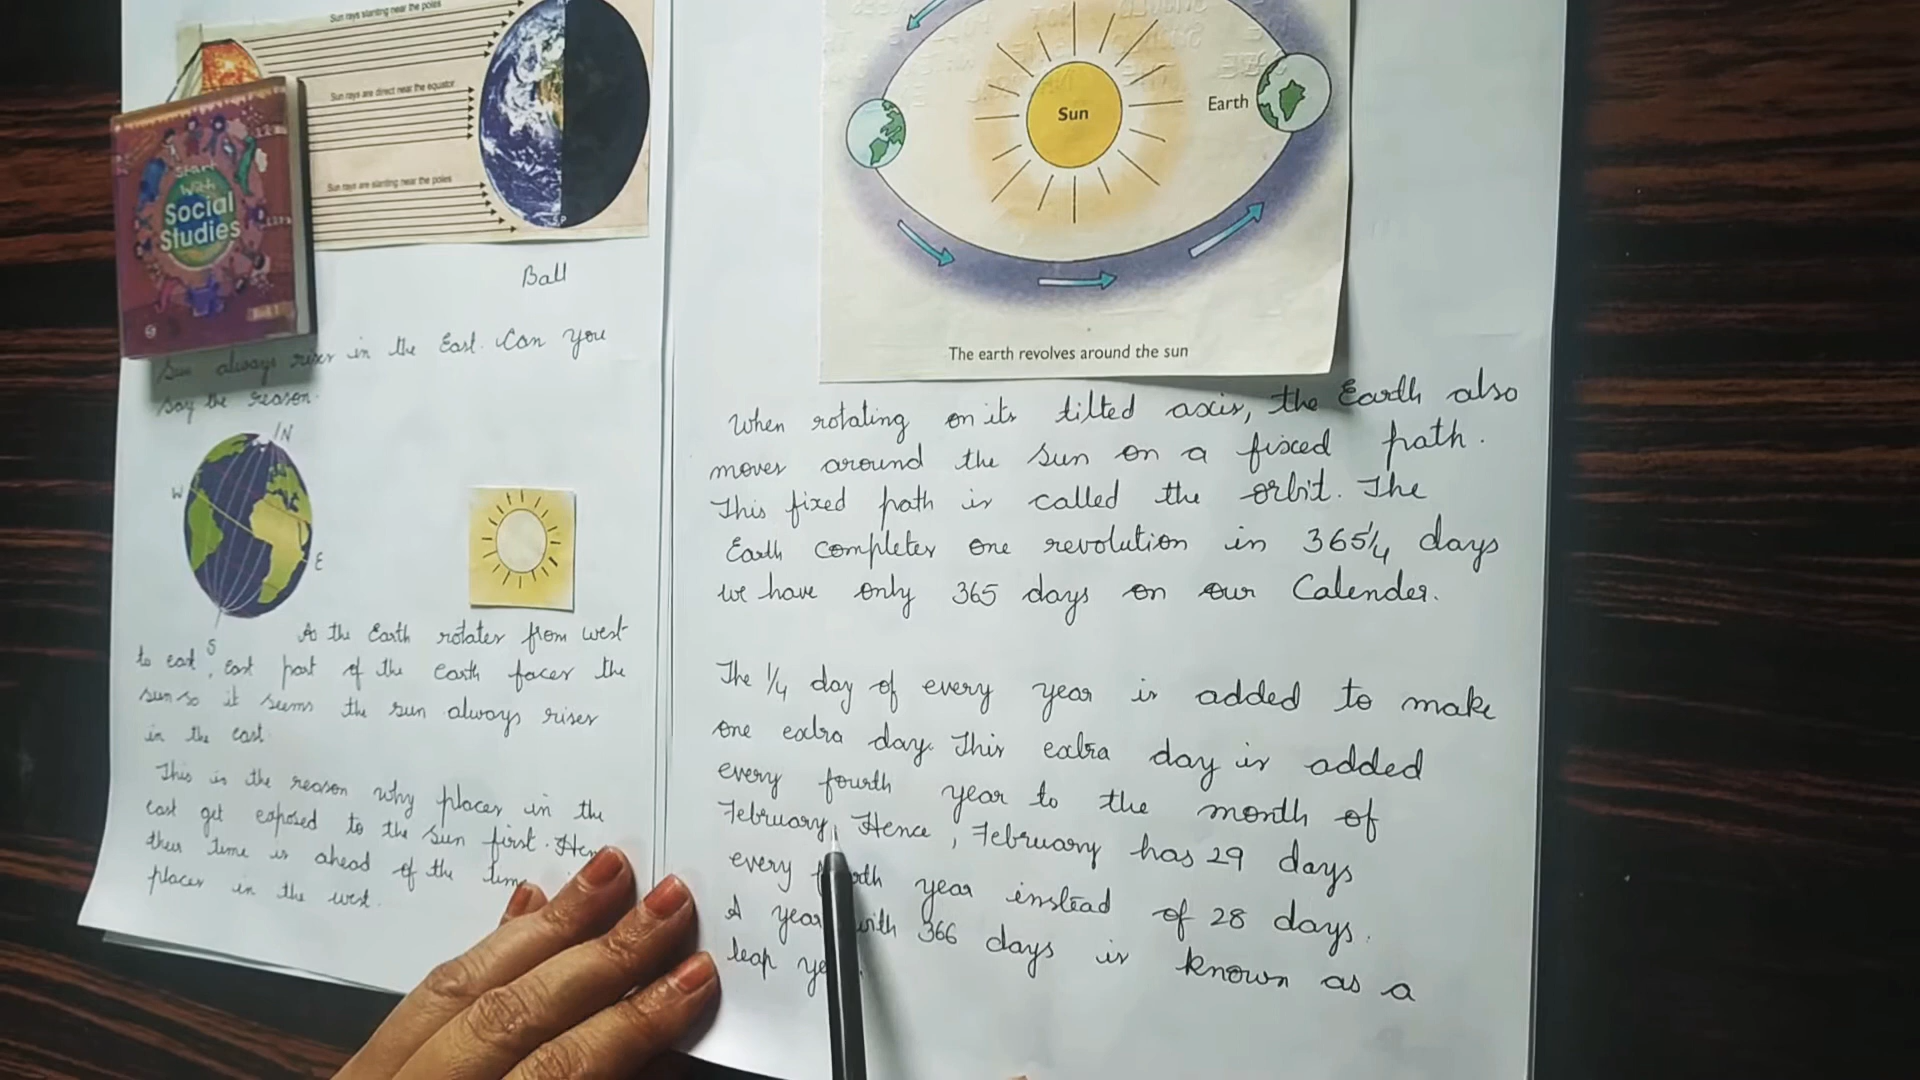 Sun rays slanting near the poles
Sun rays are direct near the equator
Sun rays are slanting near the poles
S.P
Start
With
Social
Studies
Ball
Sun always rises in the East. Can you
say the reason.
N
W
E
S
As the Earth rotates from west
to east, east part of the earth faces the
sun so it seems the sun always rises
in the east
This is the reason why places in the
east get exposed to the sun first. Hen
their time is ahead of the time
places in the west.
Sun
Earth
The earth revolves around the sun
When rotating on its tilted axis, the Earth also
moves around the sun on a fixed path.
This fixed path is called the orbit. The
Earth completes one revolution in 365 1/4 days
we have only 365 days on our Calender.
The 1/4 day of every year is added to make
one extra day. This extra day is added
every fourth year to the month of
February. Hence, February has 29 days
every fourth year instead of 28 days.
A year with 366 days is known as a
leap ye